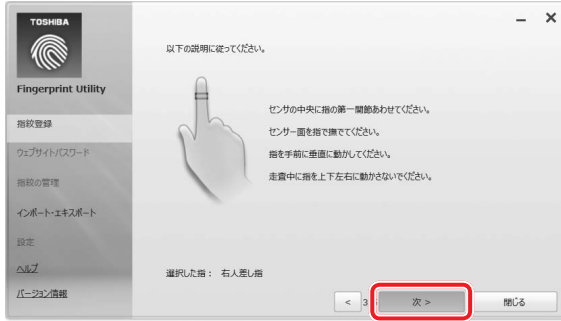 TOSHIBA
Fingerprint Utility
指紋登録
ウェブサイトパスワード
指紋の管理
インポート・エキスポート
設定
ヘルプ
バージョン情報
以下の説明に従ってください。
センサの中央に指の第一関節あわせてください。
センサー面を指で撫でてください。
指を手前に垂直に動かしてください。
走査中に指を上下左右に動かさないでください。
選択した指： 右人差し指
< 3 次 > 閉じる